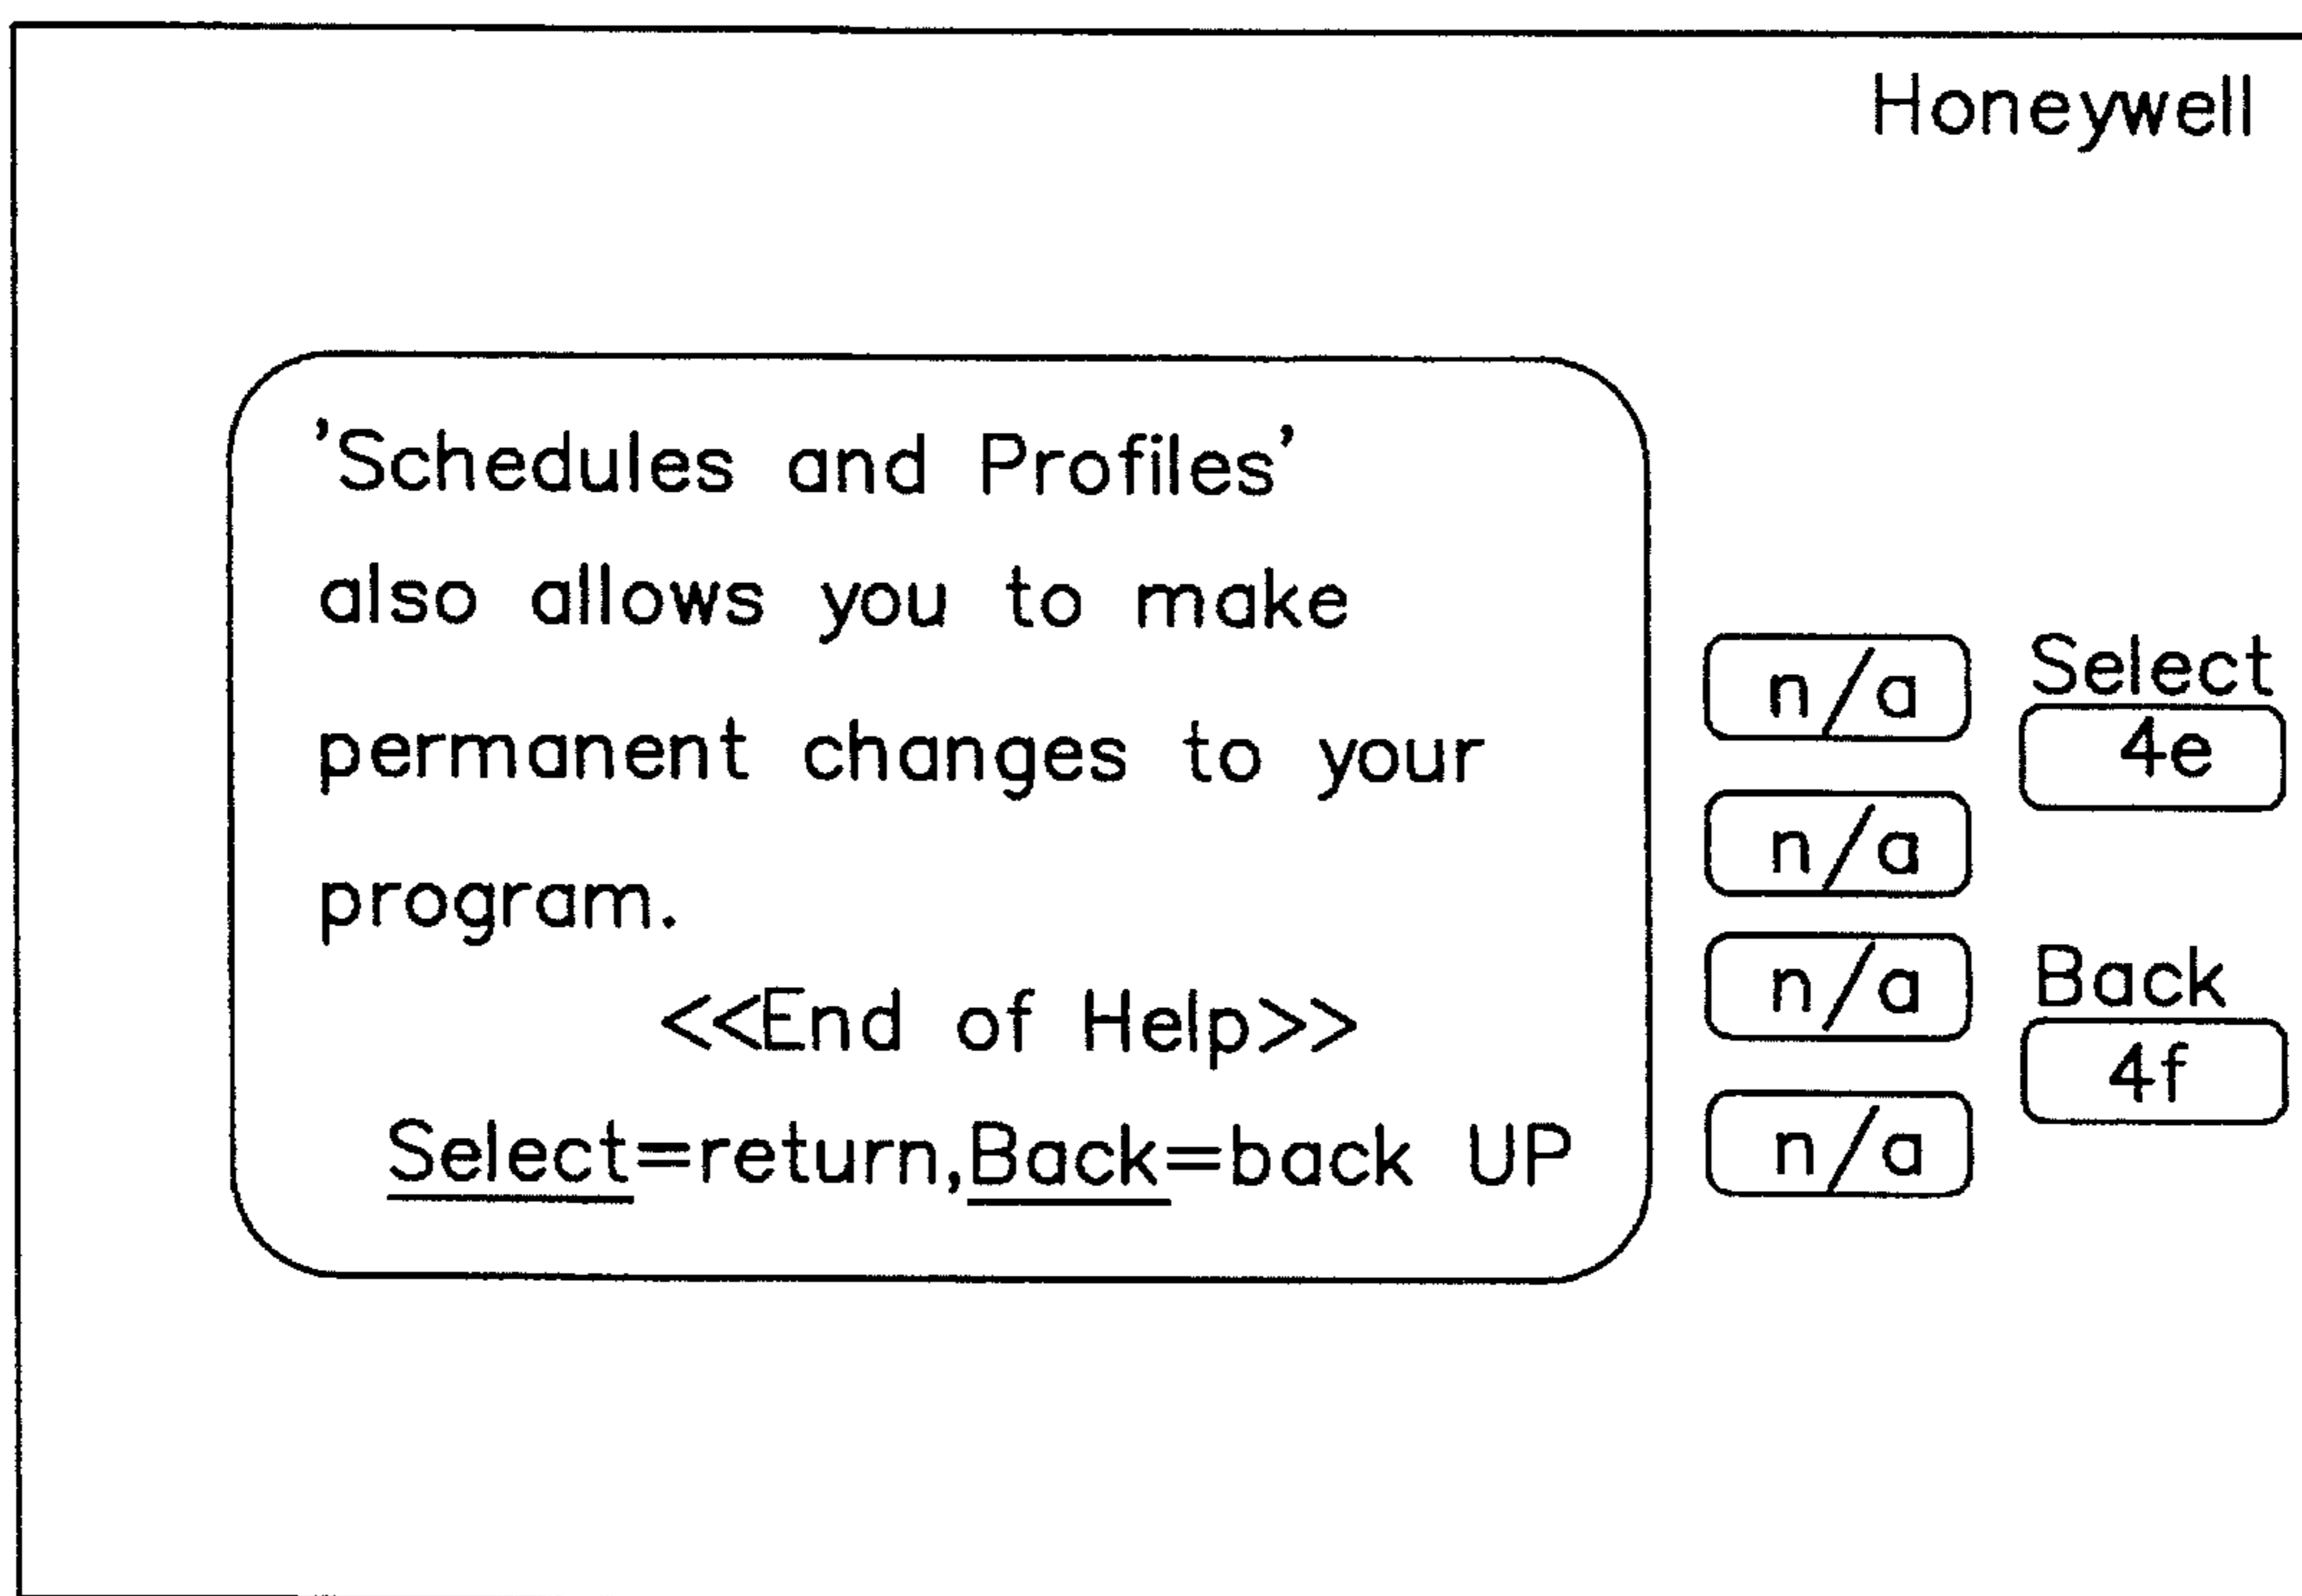 Honeywell
'Schedules and Profiles'
also allows you to make
permanent changes to your
program.
<<End of Help>>
Select=return,Back=back UP
n/a
Select
4e
n/a
n/a
Back
4f
n/a